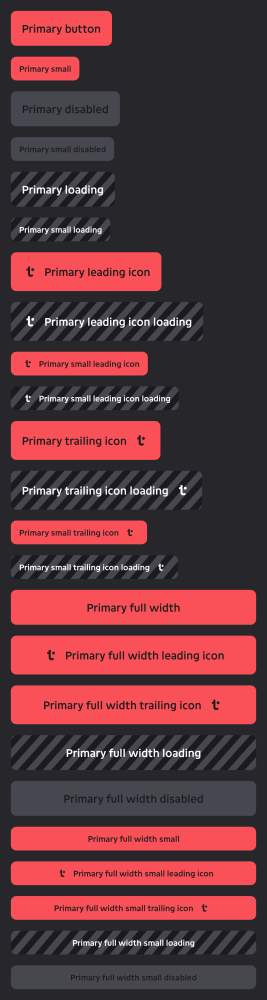 Primary button
Primary small
Primary disabled
Primary small disabled
Primary loading
Primary small loading
Primary leading icon
Primary leading icon loading
Primary small leading icon
Primary small leading icon loading
Primary trailing icon
Primary trailing icon loading
Primary small trailing icon
Primary small trailing icon loading
Primary full width
Primary full width leading icon
Primary full width trailing icon
Primary full width loading
Primary full width disabled
Primary full width small
Primary full width small leading icon
Primary full width small trailing icon
Primary full width small loading
Primary full width small disabled